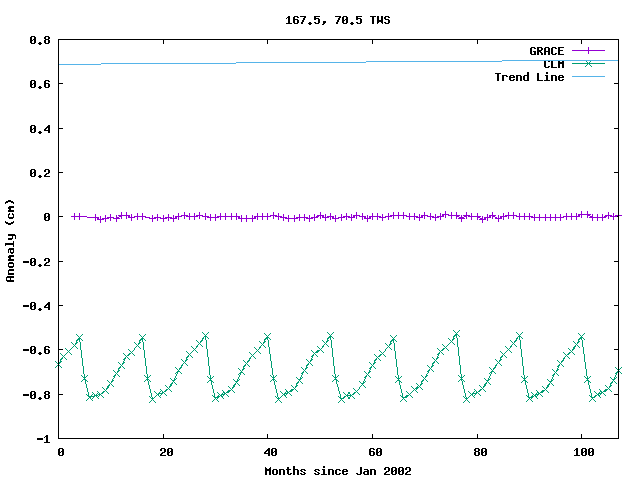 167.5, 70.5 TWS
GRACE
CLM
Trend Line
0.8
0.6
0.4
0.2
0
-0.2
-0.4
-0.6
-0.8
-1
Anomaly (cm)
0 20 40 60 80 100
Months since Jan 2002